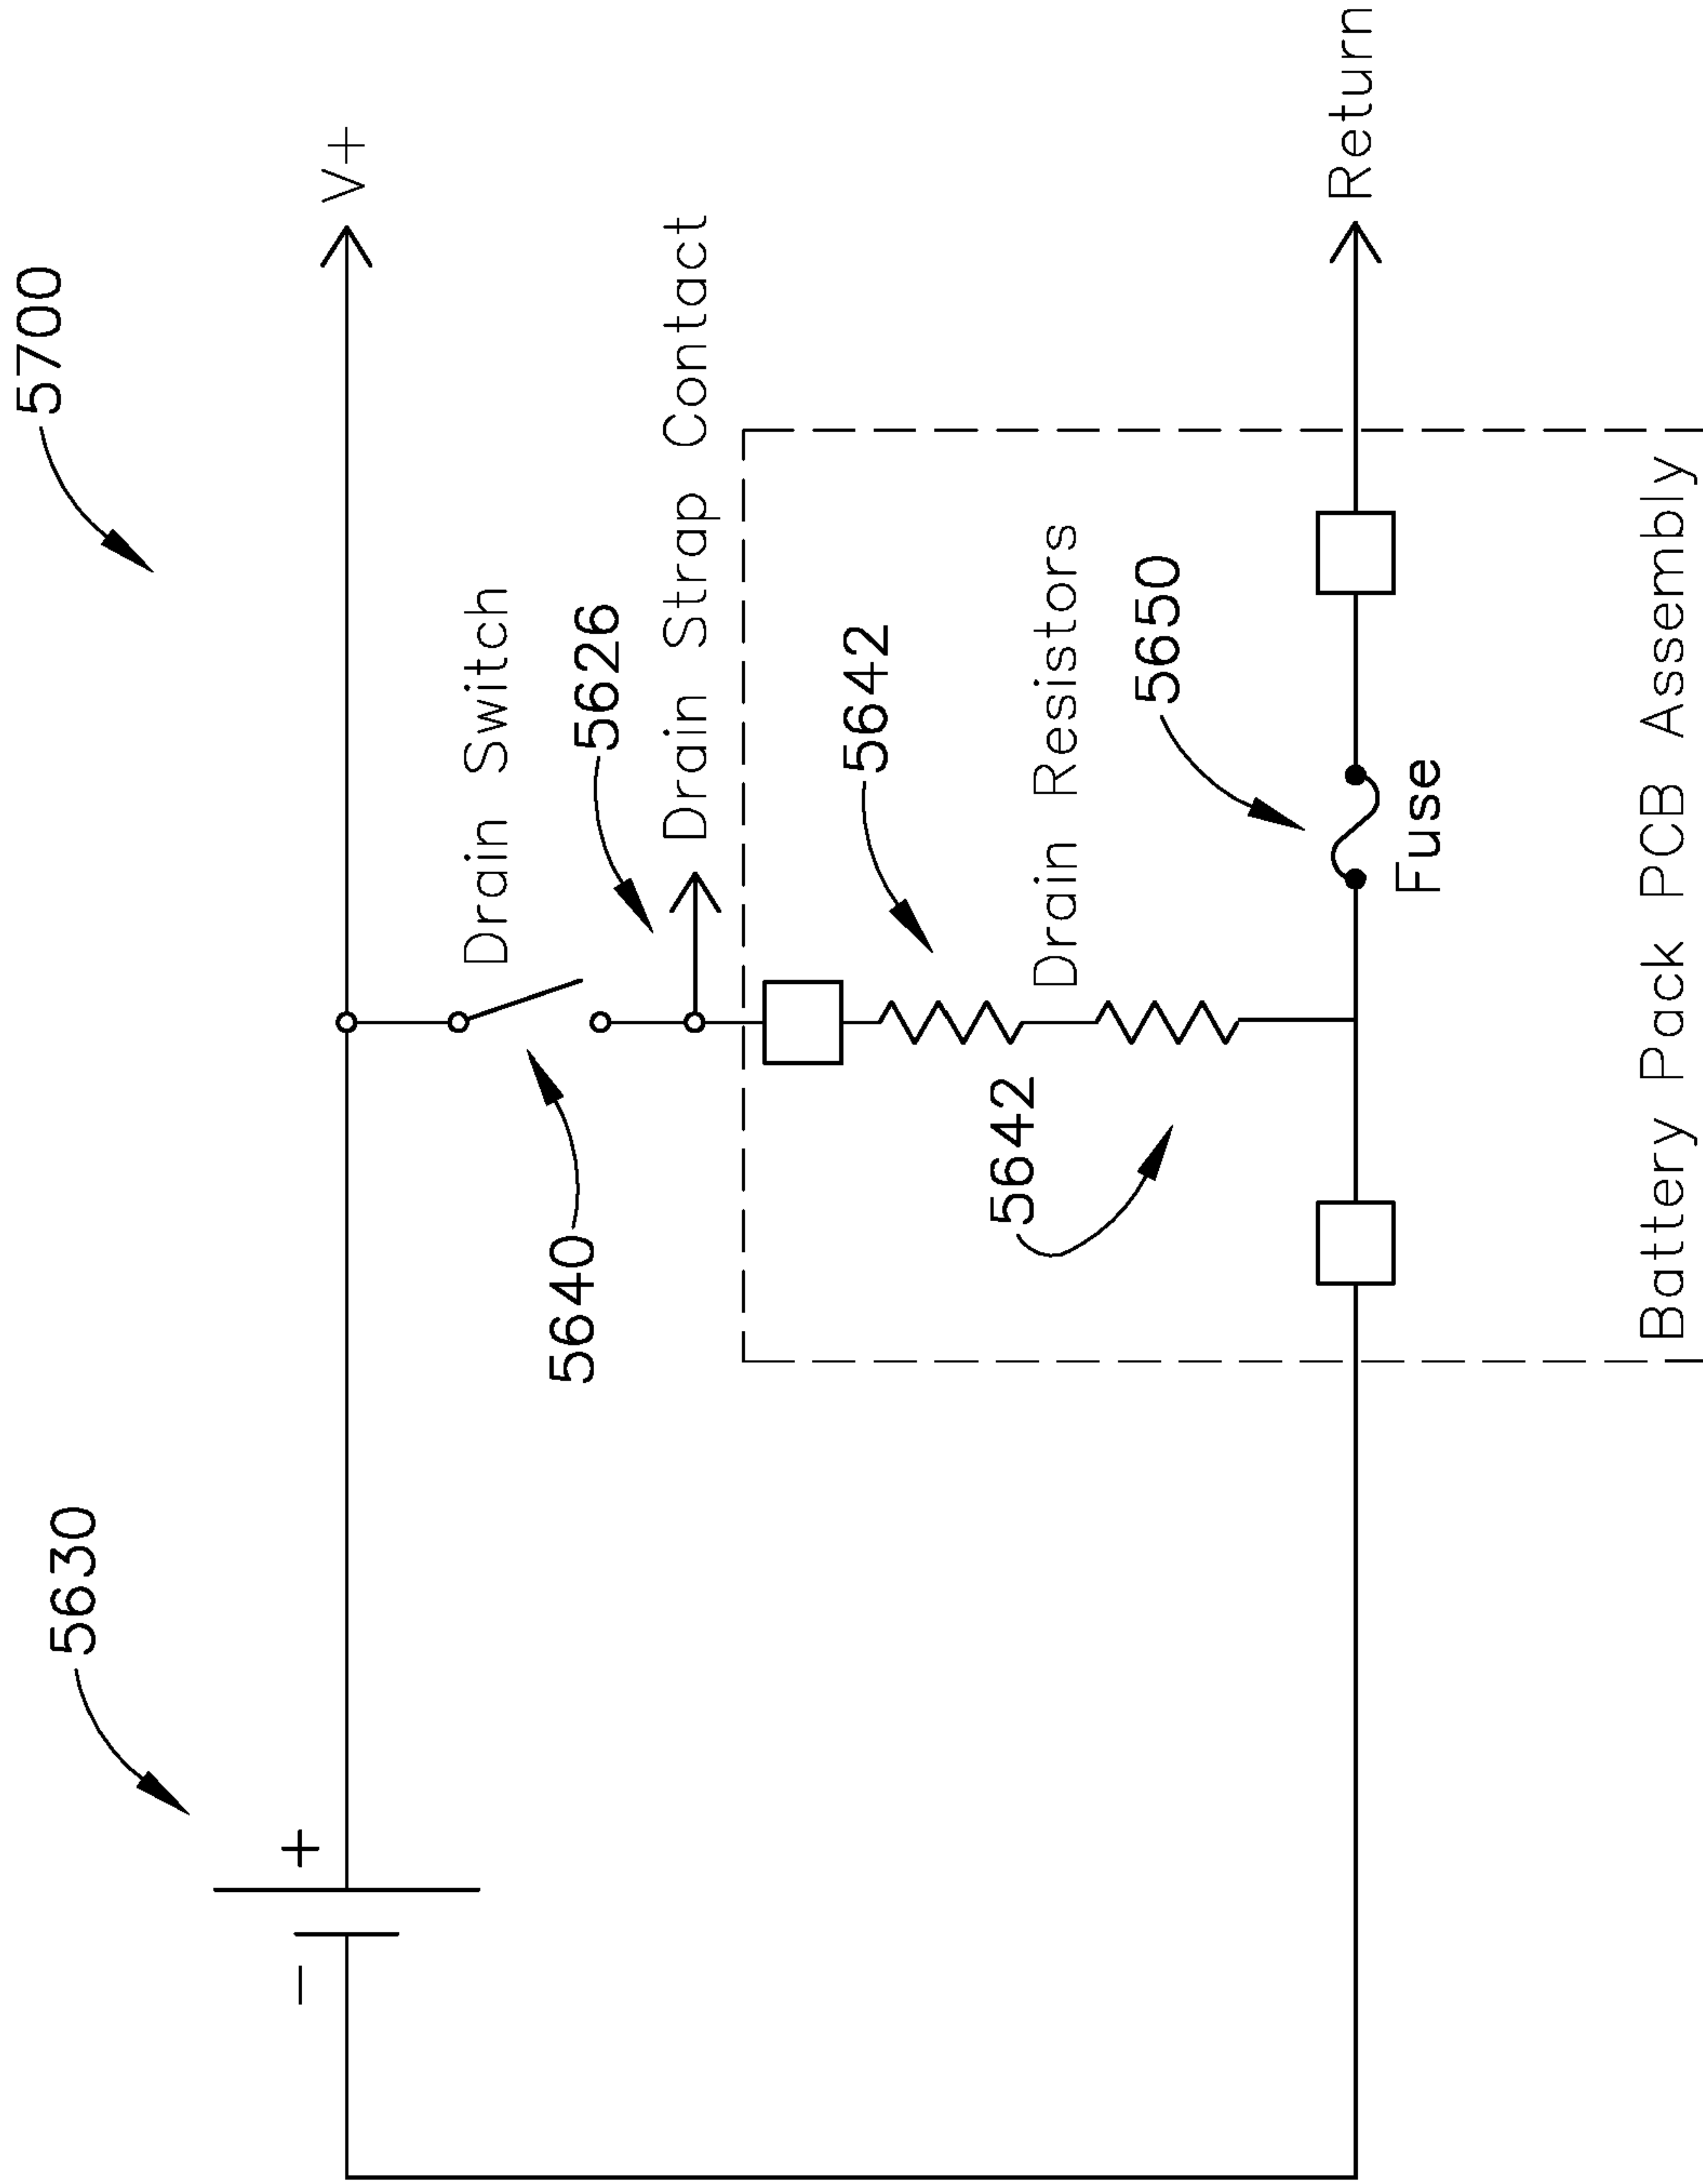 5700
5630
+
−
V+
Drain Switch
5640
5626
Drain Strap Contact
5642
5642
Drain Resistors
5650
Return
Fuse
Battery Pack PCB Assembly